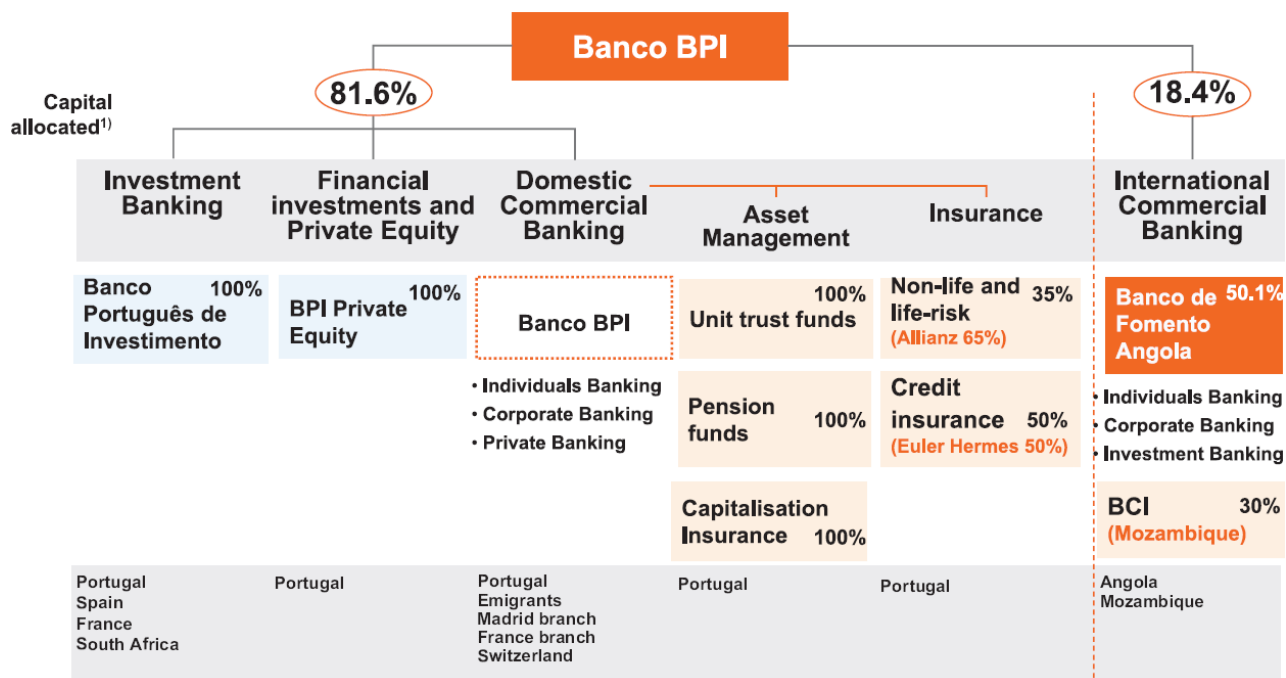 Banco BPI
Capital
allocated1)
81.6%
18.4%
Investment
Banking
Financial
investments and
Private Equity
Domestic
Commercial
Banking
Asset
Management
Insurance
International
Commercial
Banking
Banco 100%
Português de
Investimento
BPI Private 100%
Equity
Banco BPI
• Individuals Banking
• Corporate Banking
• Private Banking
100%
Unit trust funds
Pension
funds 100%
Capitalisation
Insurance 100%
Non-life and 35%
life-risk
(Allianz 65%)
Credit
insurance 50%
(Euler Hermes 50%)
Banco de 50.1%
Fomento
Angola
• Individuals Banking
• Corporate Banking
• Investment Banking
BCI 30%
(Mozambique)
Portugal
Spain
France
South Africa
Portugal
Portugal
Emigrants
Madrid branch
France branch
Switzerland
Portugal
Portugal
Angola
Mozambique